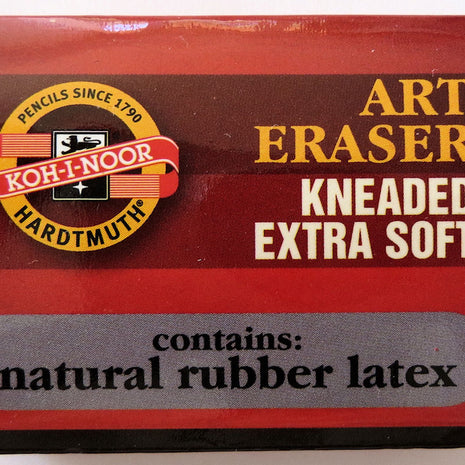 PENCILS SINCE 1790
KOH-I-NOOR
HARDTMUTH®
ART
ERASER
KNEADED
EXTRA SOFT
contains:
natural rubber latex